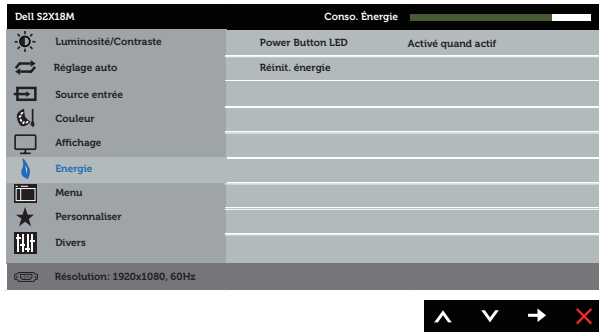 Dell S2X18M Conso. Énergie
Luminosité/Contraste Power Button LED Activé quand actif
Réglage auto Réinit. énergie
Source entrée
Couleur
Affichage
Energie
Menu
Personnaliser
Divers
Résolution: 1920x1080, 60Hz